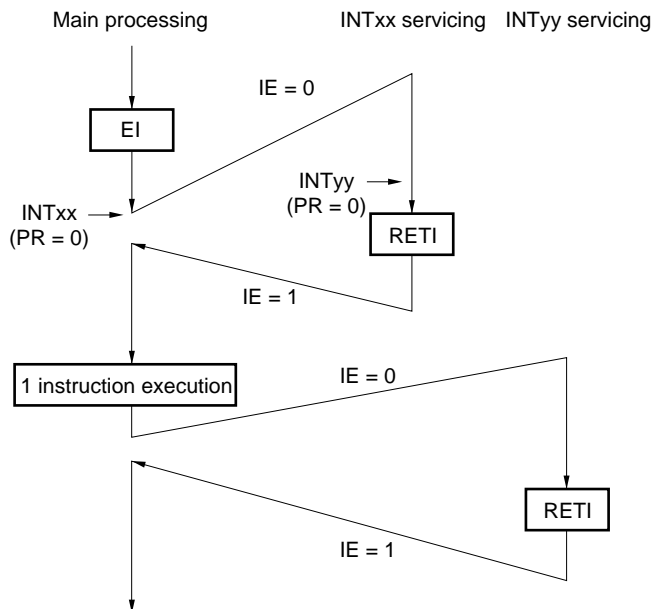 Main processing
INTxx servicing
INTyy servicing
IE = 0
EI
INTyy
(PR = 0)
INTxx
(PR = 0)
RETI
IE = 1
1 instruction execution
IE = 0
RETI
IE = 1